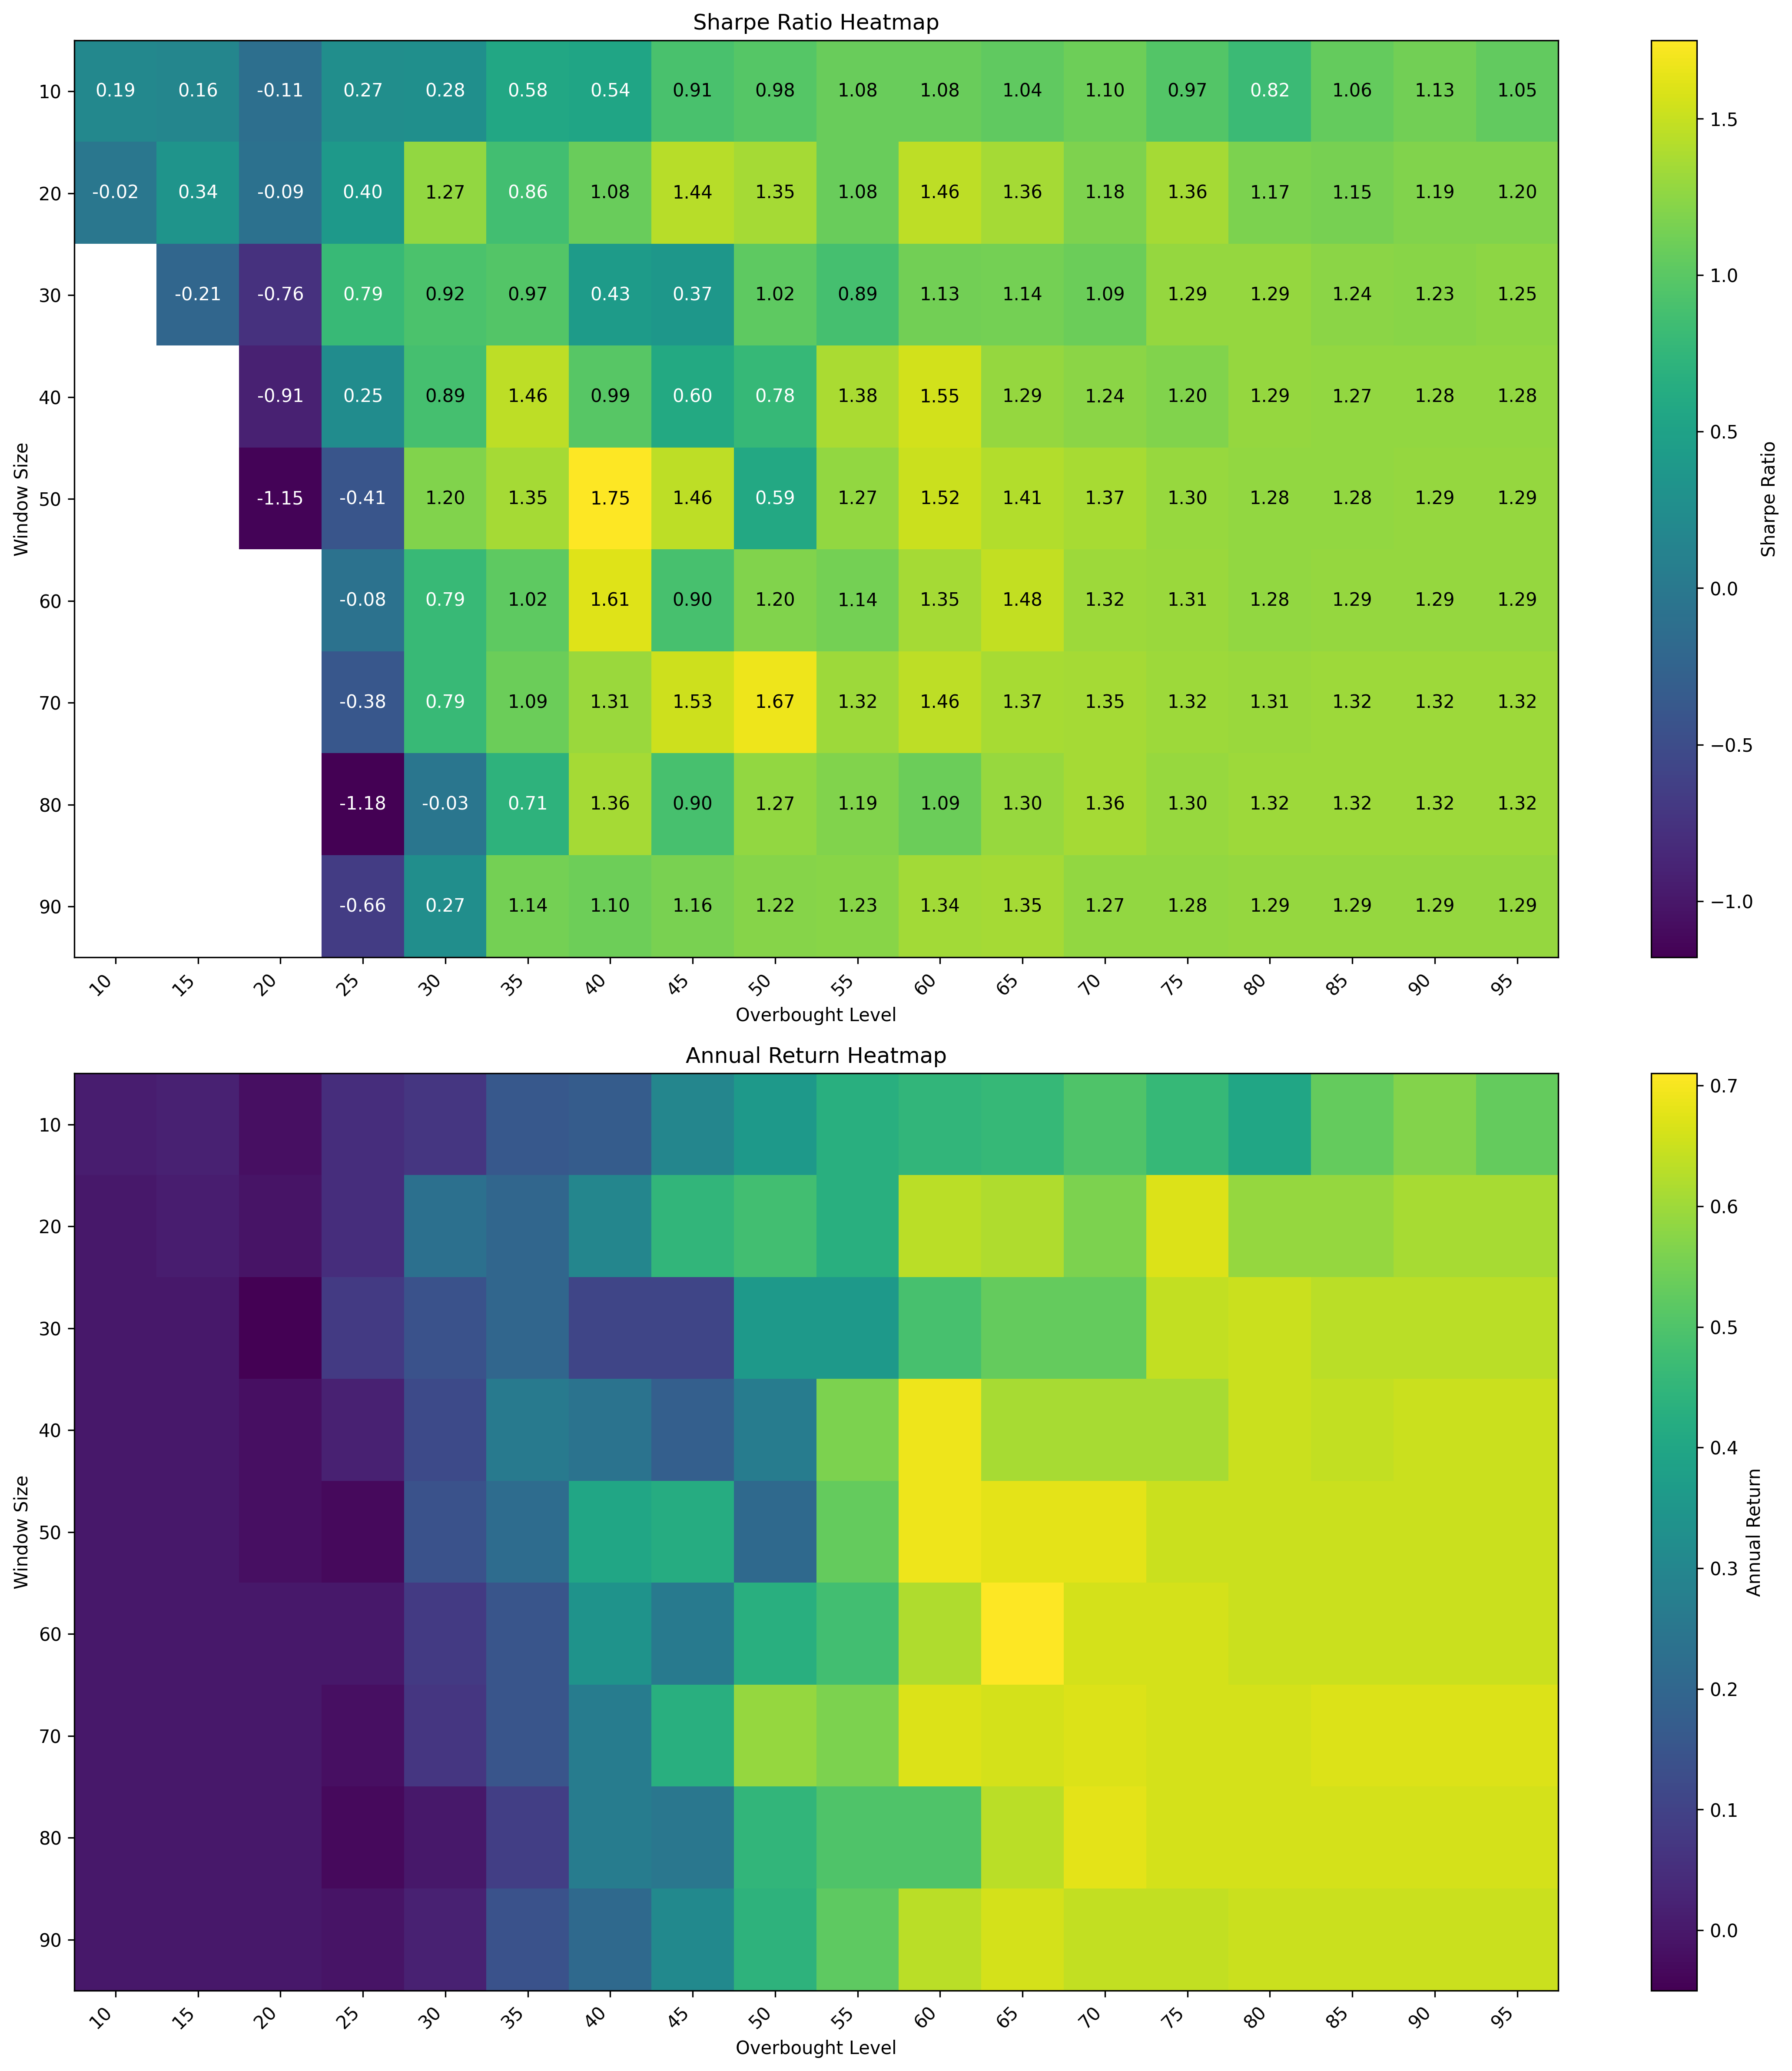 Sharpe Ratio Heatmap
10 0.19 0.16 -0.11 0.27 0.28 0.58 0.54 0.91 0.98 1.08 1.08 1.04 1.10 0.97 0.82 1.06 1.13 1.05
20 -0.02 0.34 -0.09 0.40 1.27 0.86 1.08 1.44 1.35 1.08 1.46 1.36 1.18 1.36 1.17 1.15 1.19 1.20
30 -0.21 -0.76 0.79 0.92 0.97 0.43 0.37 1.02 0.89 1.13 1.14 1.09 1.29 1.29 1.24 1.23 1.25
40 -0.91 0.25 0.89 1.46 0.99 0.60 0.78 1.38 1.55 1.29 1.24 1.20 1.29 1.27 1.28 1.28
50 -1.15 -0.41 1.20 1.35 1.75 1.46 0.59 1.27 1.52 1.41 1.37 1.30 1.28 1.28 1.29 1.29
60 -0.08 0.79 1.02 1.61 0.90 1.20 1.14 1.35 1.48 1.32 1.31 1.28 1.29 1.29 1.29
70 -0.38 0.79 1.09 1.31 1.53 1.67 1.32 1.46 1.37 1.35 1.32 1.31 1.32 1.32 1.32
80 -1.18 -0.03 0.71 1.36 0.90 1.27 1.19 1.09 1.30 1.36 1.30 1.32 1.32 1.32 1.32
90 -0.66 0.27 1.14 1.10 1.16 1.22 1.23 1.34 1.35 1.27 1.28 1.29 1.29 1.29 1.29
Window Size
10 15 20 25 30 35 40 45 50 55 60 65 70 75 80 85 90 95
Overbought Level
1.5
1.0
0.5
0.0
−0.5
−1.0
Sharpe Ratio
Annual Return Heatmap
10
20
30
40
50
60
70
80
90
Window Size
10 15 20 25 30 35 40 45 50 55 60 65 70 75 80 85 90 95
Overbought Level
0.7
0.6
0.5
0.4
0.3
0.2
0.1
0.0
Annual Return